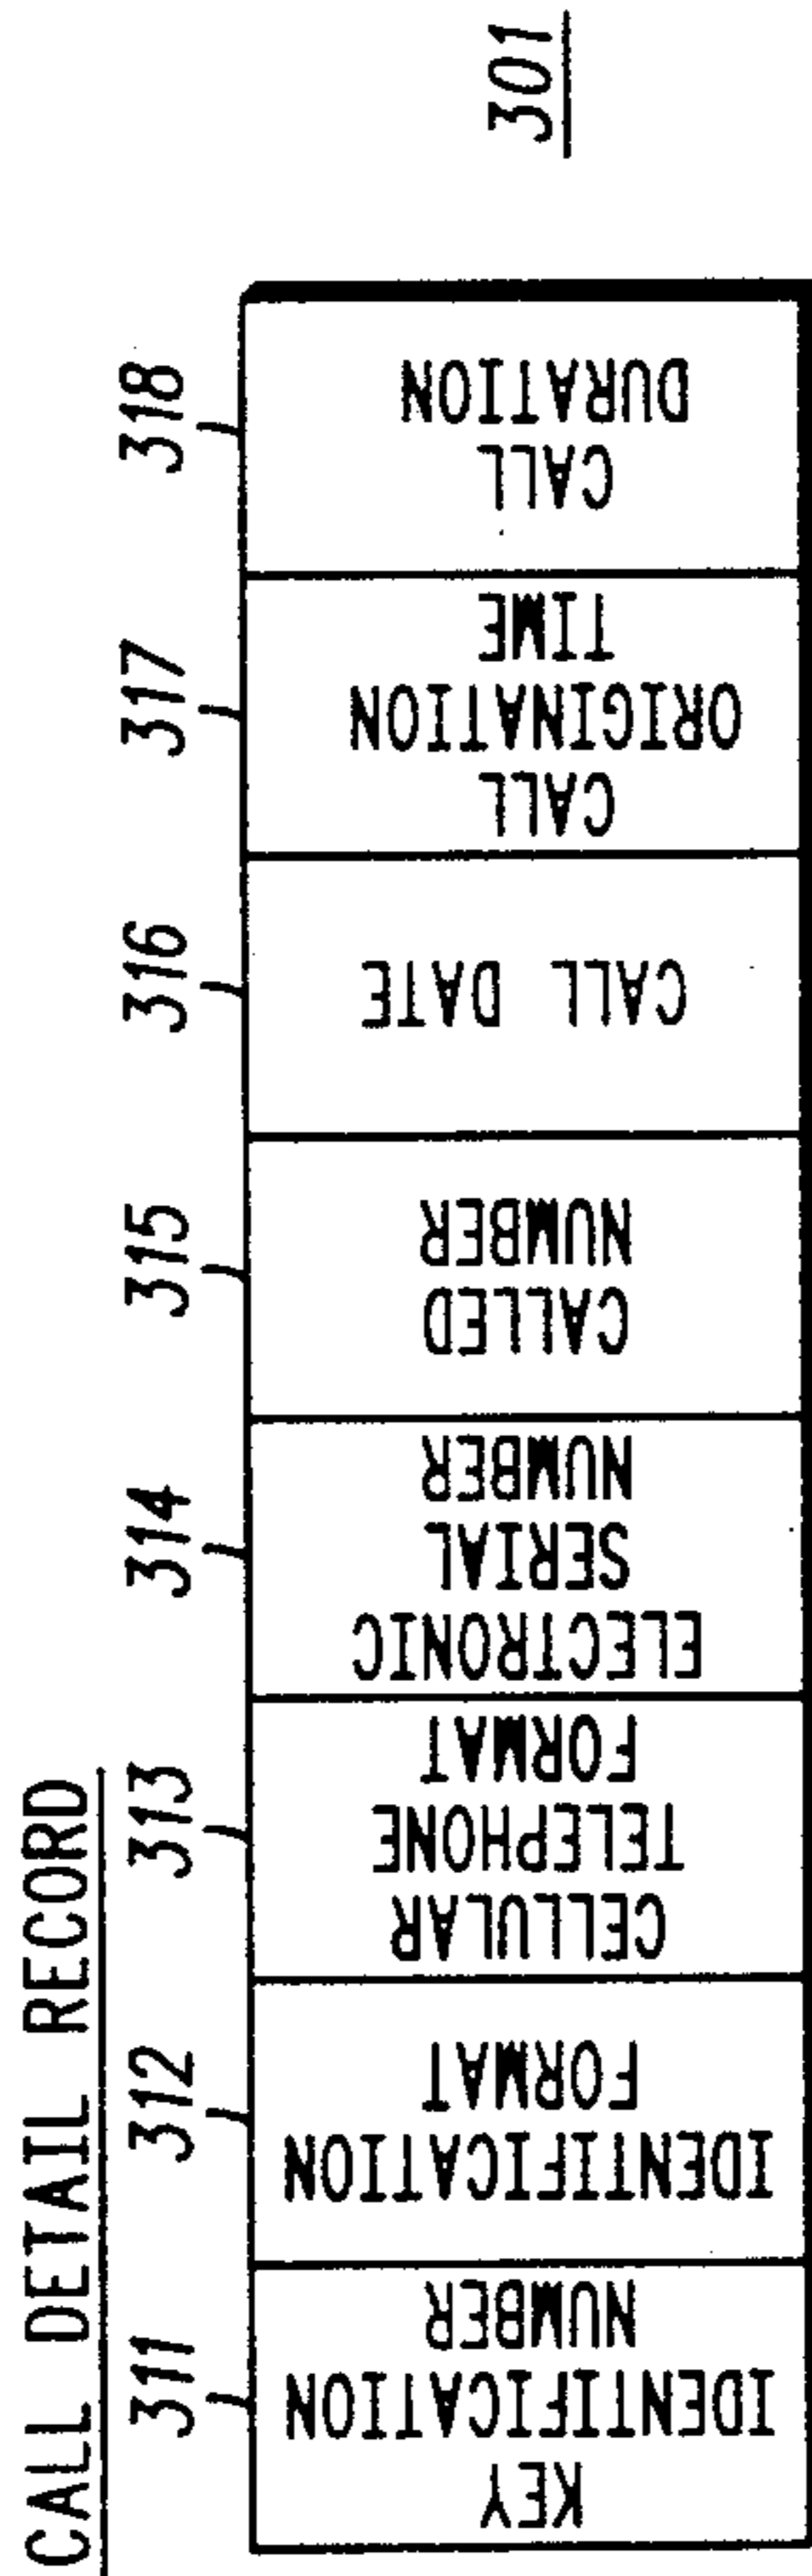 CALL DETAIL RECORD
311
312
313
314
315
316
317
318
KEY
IDENTIFICATION
NUMBER
IDENTIFICATION
FORMAT
CELLULAR
TELEPHONE
FORMAT
ELECTRONIC
SERIAL
NUMBER
CALLED
NUMBER
CALL DATE
CALL
ORIGINATION
TIME
CALL
DURATION
301